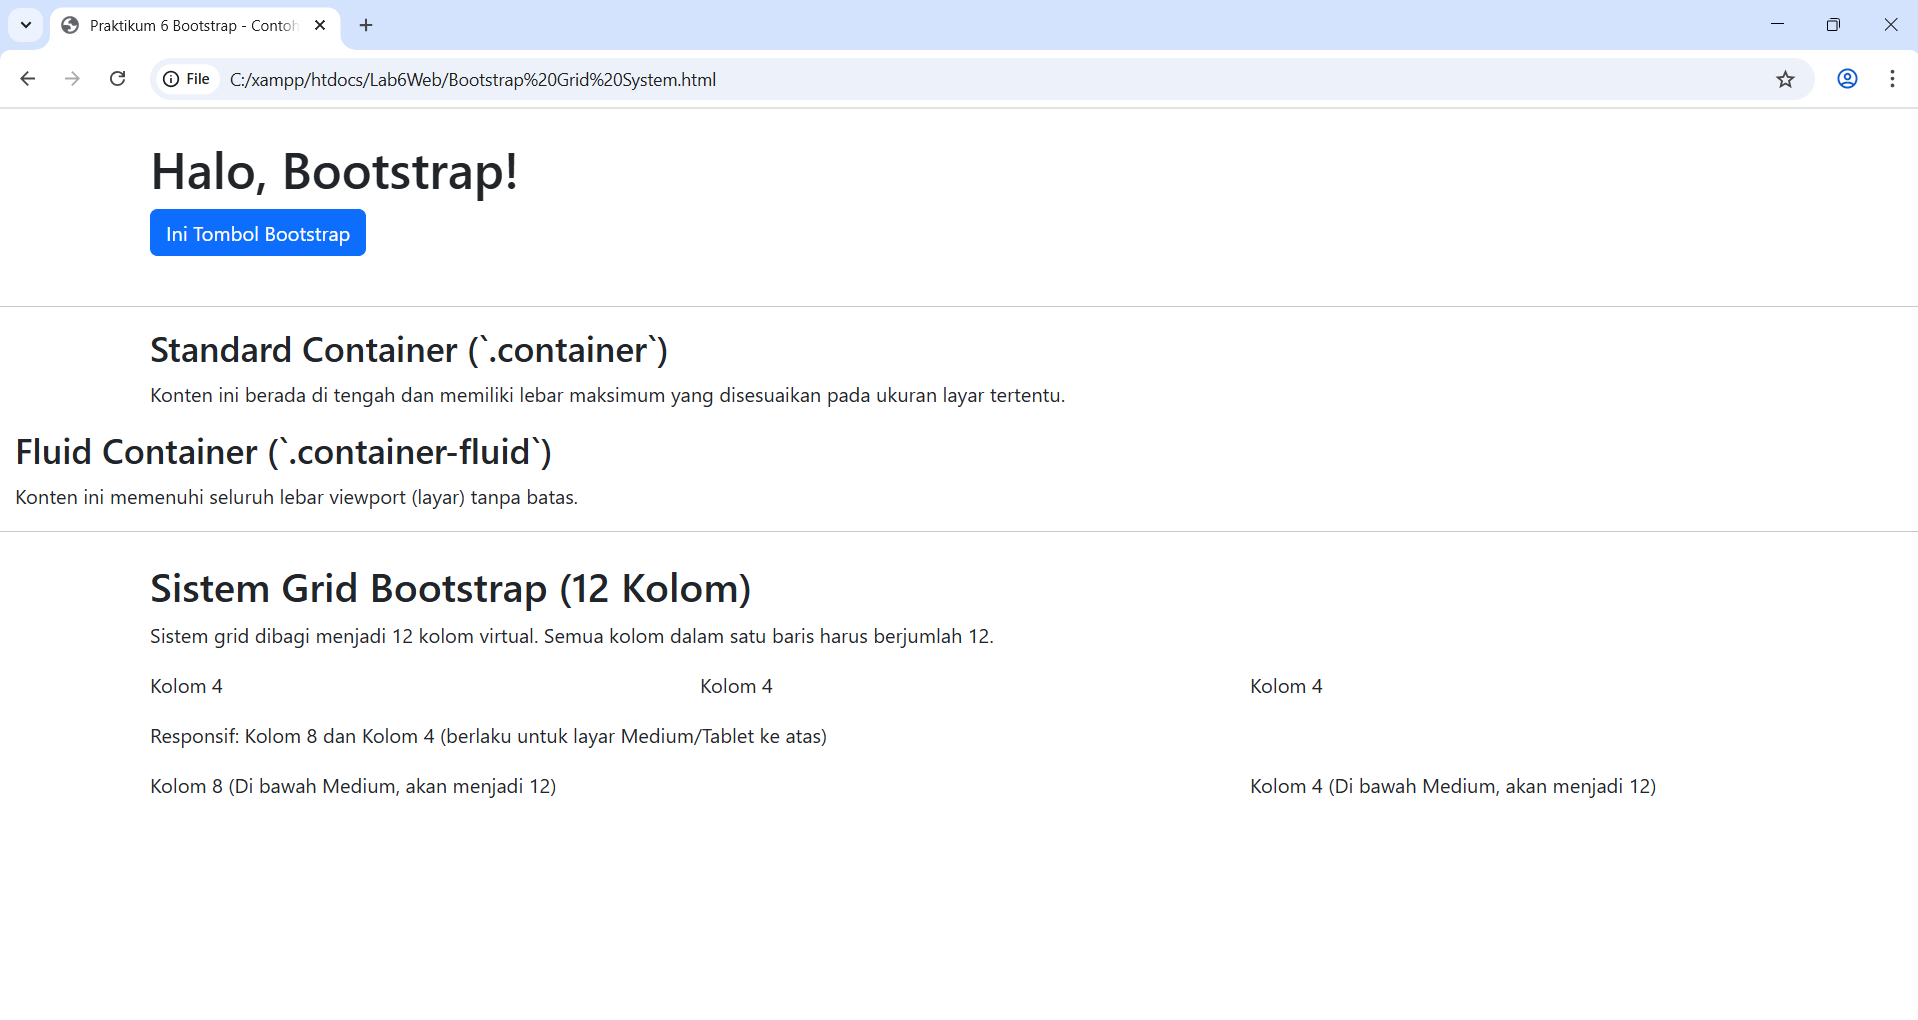 Praktikum 6 Bootstrap - Contoh
File C:/xampp/htdocs/Lab6Web/Bootstrap%20Grid%20System.html
Halo, Bootstrap!
Ini Tombol Bootstrap
Standard Container (`.container`)
Konten ini berada di tengah dan memiliki lebar maksimum yang disesuaikan pada ukuran layar tertentu.
Fluid Container (`.container-fluid`)
Konten ini memenuhi seluruh lebar viewport (layar) tanpa batas.
Sistem Grid Bootstrap (12 Kolom)
Sistem grid dibagi menjadi 12 kolom virtual. Semua kolom dalam satu baris harus berjumlah 12.
Kolom 4 Kolom 4 Kolom 4
Responsif: Kolom 8 dan Kolom 4 (berlaku untuk layar Medium/Tablet ke atas)
Kolom 8 (Di bawah Medium, akan menjadi 12) Kolom 4 (Di bawah Medium, akan menjadi 12)